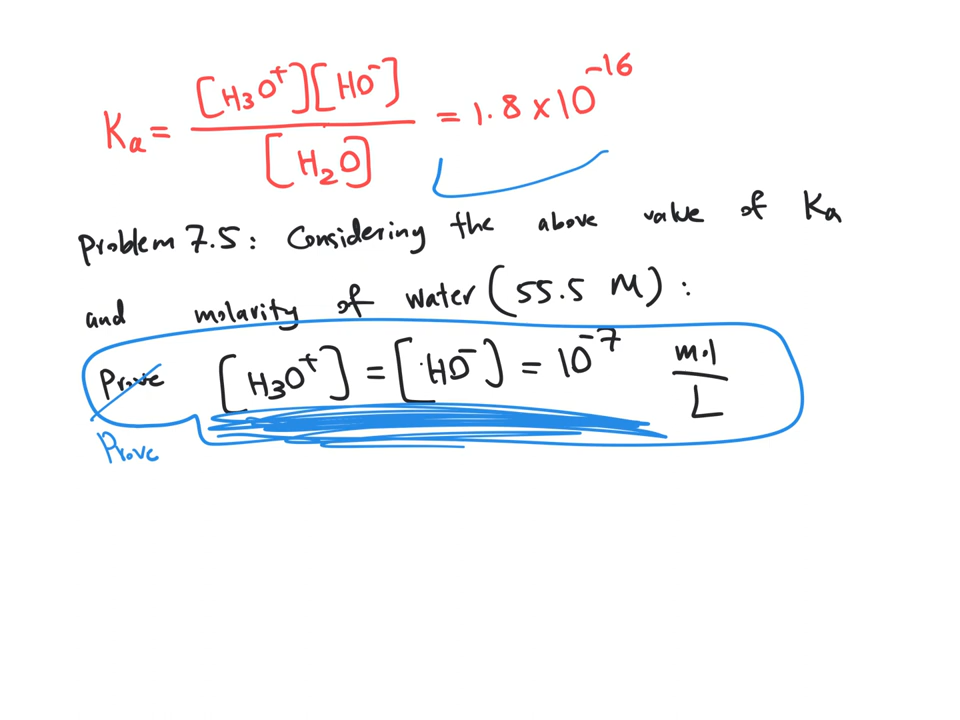 Ka = [H₃O⁺][HO⁻] / [H₂O] = 1.8 × 10⁻¹⁶
Problem 7.5: Considering the above value of Ka
and molarity of water (55.5 M) :
Prove [H₃O⁺] = [HO⁻] = 10⁻⁷ mol / L
Prove